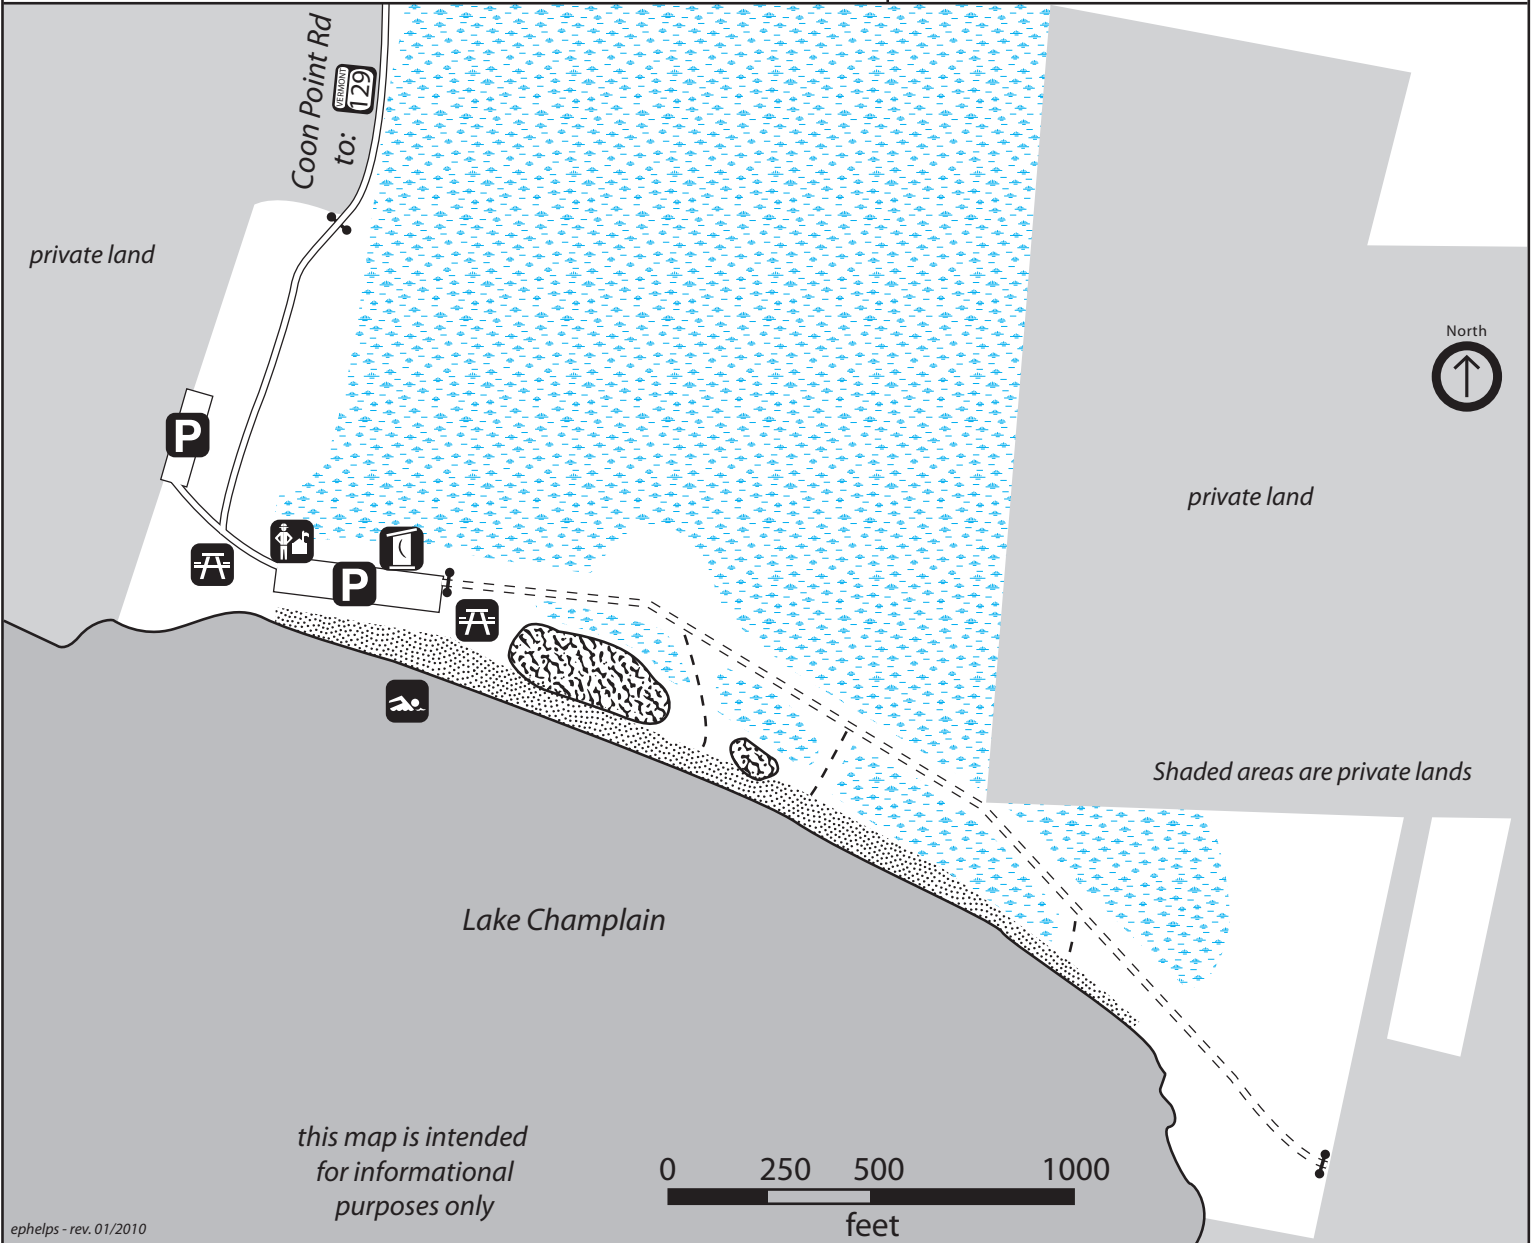 Coon Point Rd
to:
VERMONT
129
private land
North
private land
P
P
Shaded areas are private lands
Lake Champlain
this map is intended
for informational
purposes only
0 250 500 1000
feet
ephelps - rev. 01/2010